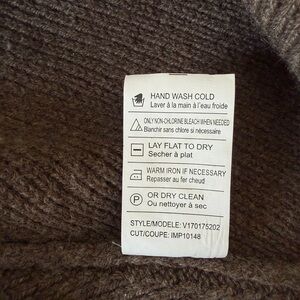 HAND WASH COLD
Laver à la main à l'eau froide
ONLY NON-CHLORINE BLEACH WHEN NEEDED
Blanchir sans chlore si nécessaire
LAY FLAT TO DRY
Secher à plat
WARM IRON IF NECESSARY
Repasser au fer chaud
P
OR DRY CLEAN
Ou nettoyer à sec
STYLE/MODELE: V170175202
CUT/COUPE: IMP10148